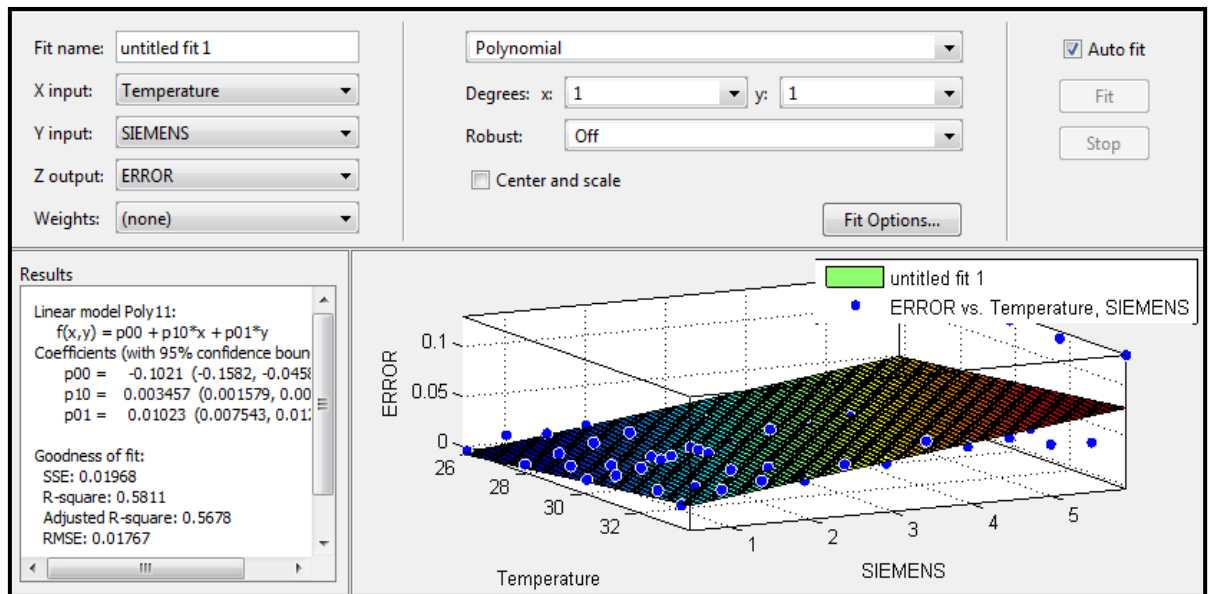 Fit name: untitled fit 1
X input: Temperature
Y input: SIEMENS
Z output: ERROR
Weights: (none)
Polynomial
Degrees: x: 1 y: 1
Robust: Off
Center and scale
Fit Options...
Auto fit
Fit
Stop
Results
Linear model Poly11:
f(x,y) = p00 + p10*x + p01*y
Coefficients (with 95% confidence boun
p00 = -0.1021 (-0.1582, -0.0458
p10 = 0.003457 (0.001579, 0.00
p01 = 0.01023 (0.007543, 0.01
Goodness of fit:
SSE: 0.01968
R-square: 0.5811
Adjusted R-square: 0.5678
RMSE: 0.01767
untitled fit 1
ERROR vs. Temperature, SIEMENS
ERROR
0.1
0.05
0
26
28
30
32
Temperature
1
2
3
4
5
SIEMENS